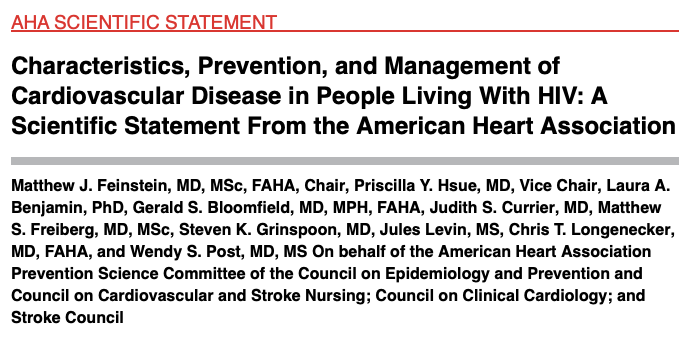 AHA SCIENTIFIC STATEMENT
Characteristics, Prevention, and Management of
Cardiovascular Disease in People Living With HIV: A
Scientific Statement From the American Heart Association
Matthew J. Feinstein, MD, MSc, FAHA, Chair, Priscilla Y. Hsue, MD, Vice Chair, Laura A.
Benjamin, PhD, Gerald S. Bloomfield, MD, MPH, FAHA, Judith S. Currier, MD, Matthew
S. Freiberg, MD, MSc, Steven K. Grinspoon, MD, Jules Levin, MS, Chris T. Longenecker,
MD, FAHA, and Wendy S. Post, MD, MS On behalf of the American Heart Association
Prevention Science Committee of the Council on Epidemiology and Prevention and
Council on Cardiovascular and Stroke Nursing; Council on Clinical Cardiology; and
Stroke Council